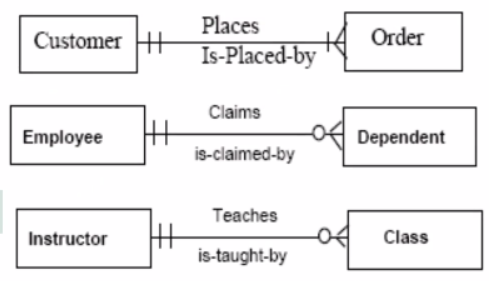 Customer
Places
Is-Placed-by
Order
Employee
Claims
is-claimed-by
Dependent
Instructor
Teaches
is-taught-by
Class